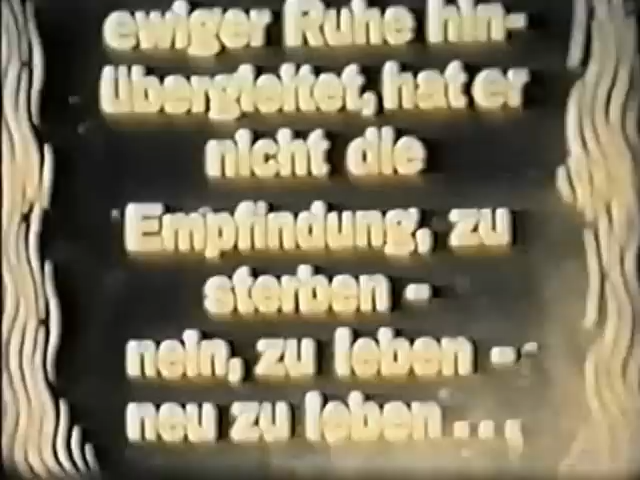 ewiger Ruhe hin-
übergleitet, hat er
nicht die
Empfindung, zu
sterben -
nein, zu leben -
neu zu leben...